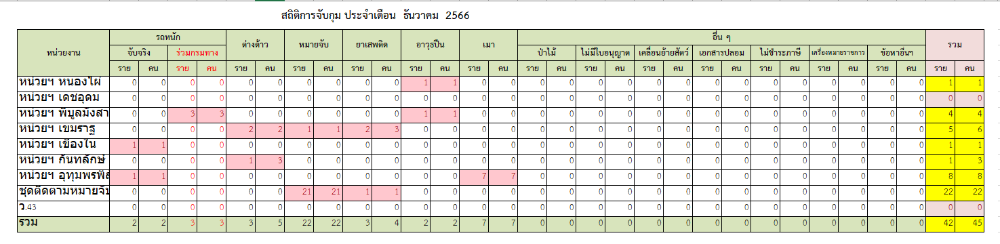 สถิติการจับกุม ประจำเดือน ธันวาคม 2566
หน่วยงาน รถหนัก ต่างด้าว หมายจับ ยาเสพติด อาวุธปืน เมา อื่น ๆ รวม
จับจริง ร่วมกรมทาง ป่าไม้ ไม่มีใบอนุญาต เคลื่อนย้ายสัตว์ เอกสารปลอม ไม่ชำระภาษี เครื่องหมายราชการ ข้อหาอื่นๆ
ราย คน ราย คน ราย คน ราย คน ราย คน ราย คน ราย คน ราย คน ราย คน ราย คน ราย คน ราย คน ราย คน ราย คน ราย คน
หน่วยฯ หนองไผ่ 0 0 0 0 0 0 0 0 0 0 1 1 0 0 0 0 0 0 0 0 0 0 0 0 0 0 0 0 1 1
หน่วยฯ เดชอุดม 0 0 0 0 0 0 0 0 0 0 0 0 0 0 0 0 0 0 0 0 0 0 0 0 0 0 0 0 0 0
หน่วยฯ พิบูลมังสา 0 0 3 3 0 0 0 0 0 0 1 1 0 0 0 0 0 0 0 0 0 0 0 0 0 0 0 0 4 4
หน่วยฯ เขมราฐ 0 0 0 0 2 2 1 1 2 3 0 0 0 0 0 0 0 0 0 0 0 0 0 0 0 0 0 0 5 6
หน่วยฯ เขื่องใน 1 1 0 0 0 0 0 0 0 0 0 0 0 0 0 0 0 0 0 0 0 0 0 0 0 0 0 0 1 1
หน่วยฯ กันทลักษ์ 0 0 0 0 1 3 0 0 0 0 0 0 0 0 0 0 0 0 0 0 0 0 0 0 0 0 0 0 1 3
หน่วยฯ อุทุมพรพิส 1 1 0 0 0 0 0 0 0 0 0 0 7 7 0 0 0 0 0 0 0 0 0 0 0 0 0 0 8 8
ชุดติดตามหมายจับ 0 0 0 0 0 0 21 21 1 1 0 0 0 0 0 0 0 0 0 0 0 0 0 0 0 0 0 0 22 22
ว.43 0 0 0 0 0 0 0 0 0 0 0 0 0 0 0 0 0 0 0 0 0 0 0 0 0 0 0 0 0 0
รวม 2 2 3 3 3 5 22 22 3 4 2 2 7 7 0 0 0 0 0 0 0 0 0 0 0 0 0 0 42 45